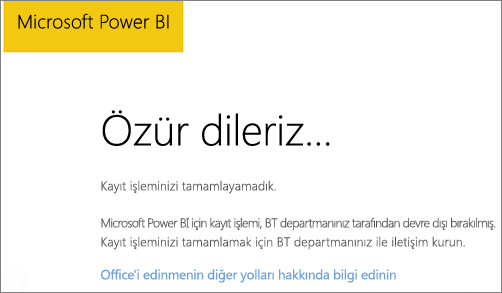 Microsoft Power BI
Özür dileriz...
Kayıt işleminizi tamamlayamadık.
Microsoft Power BI için kayıt işlemi, BT departmanınız tarafından devre dışı bırakılmış.
Kayıt işleminizi tamamlamak için BT departmanınız ile iletişim kurun.
Office'i edinmenin diğer yolları hakkında bilgi edinin